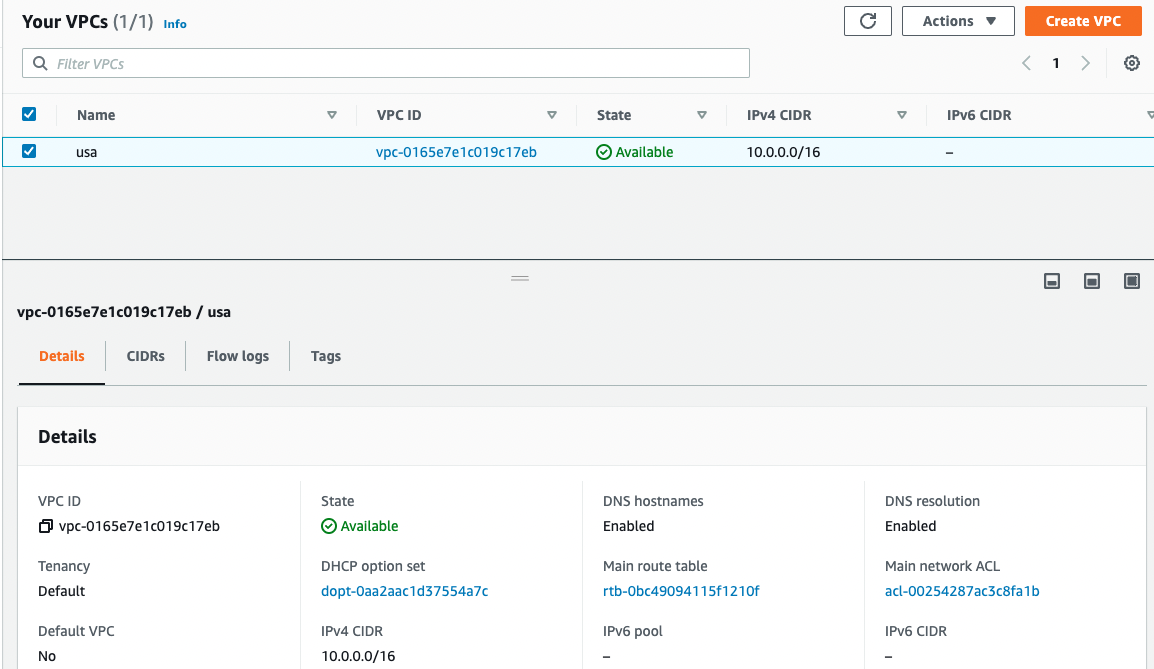 Your VPCs (1/1) Info
Actions
Create VPC
Filter VPCs
1
Name VPC ID State IPv4 CIDR IPv6 CIDR
usa vpc-0165e7e1c019c17eb Available 10.0.0.0/16 –
vpc-0165e7e1c019c17eb / usa
Details CIDRs Flow logs Tags
Details
VPC ID State DNS hostnames DNS resolution
vpc-0165e7e1c019c17eb Available Enabled Enabled
Tenancy DHCP option set Main route table Main network ACL
Default dopt-0aa2aac1d37554a7c rtb-0bc49094115f1210f acl-00254287ac3c8fa1b
Default VPC IPv4 CIDR IPv6 pool IPv6 CIDR
No 10.0.0.0/16 – –